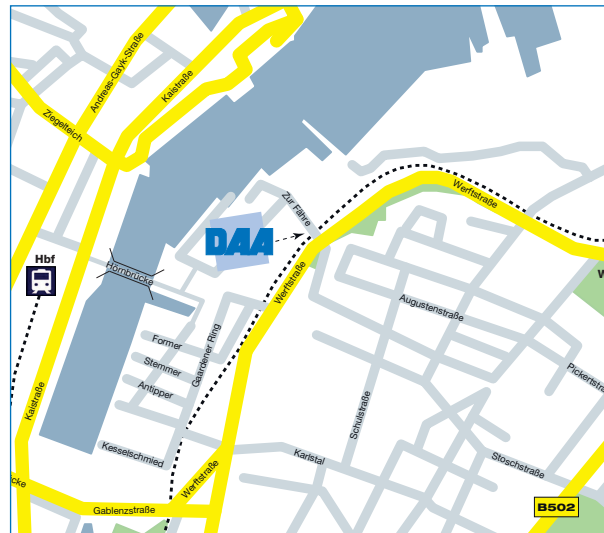 Andreas-Gayk-Straße
Kaistraße
Ziegelteich
Zur Fähre
Werftstraße
DAA
Hbf
Hörnbrücke
Werftstraße
Augustenstraße
Former
Stemmer
Antipper
Gaardener Ring
Kaistraße
Schulstraße
Pickertstra
Kesselschmied
Karlstal
Stoschstraße
Werftstraße
cke
Gablenzstraße
B502
W